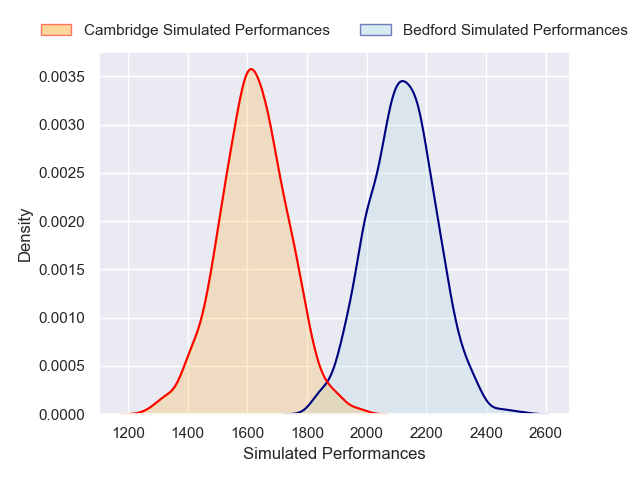 Cambridge Simulated Performances Bedford Simulated Performances
0.0035
0.0030
0.0025
0.0020
0.0015
0.0010
0.0005
0.0000
Density
1200 1400 1600 1800 2000 2200 2400 2600
Simulated Performances